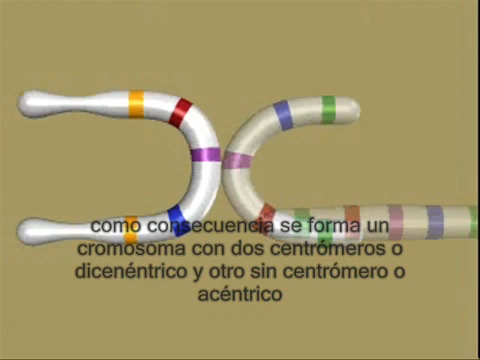 como consecuencia se forma un
cromosoma con dos centrómeros o
dicenéntrico y otro sin centrómero o
acéntrico